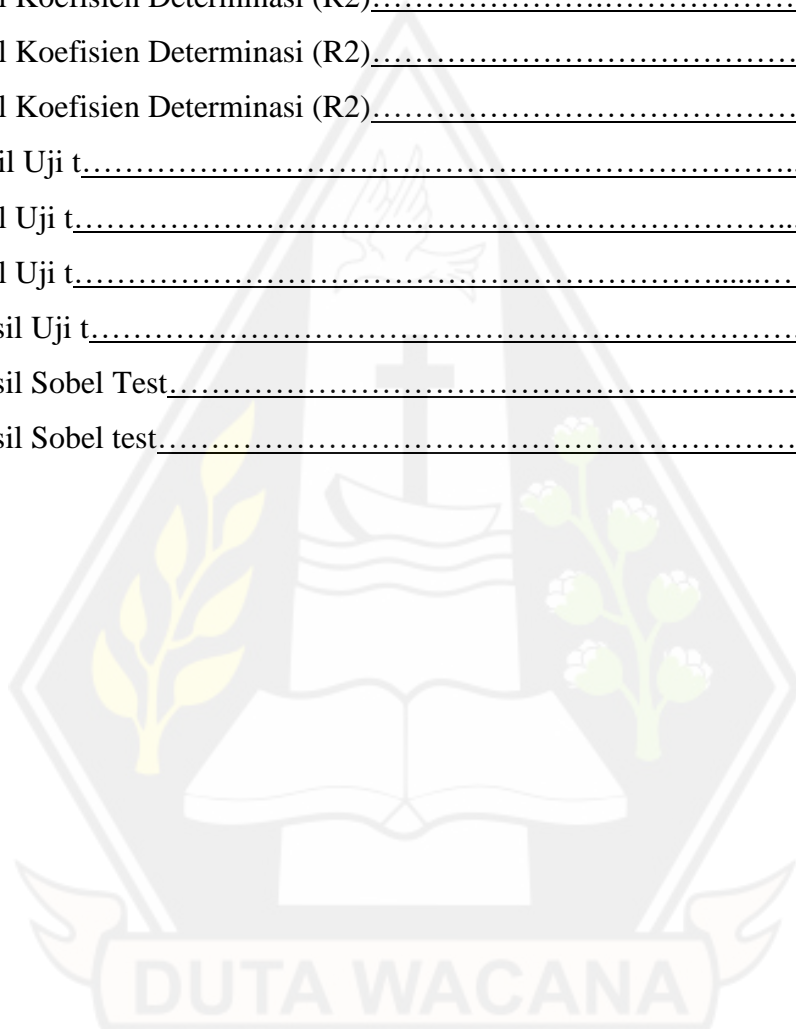 l Koefisien Determinasi (R2)…………………….…………………
l Koefisien Determinasi (R2)…………………………………………
l Koefisien Determinasi (R2)…………………………………………
il Uji t……………………………………………………………………...
l Uji t……………………………………………………………………...
l Uji t………………………………………………………………......…
sil Uji t……………………………………………………………………
sil Sobel Test……………………………………………………………
sil Sobel test……………………………………………………………
DUTA WACANA